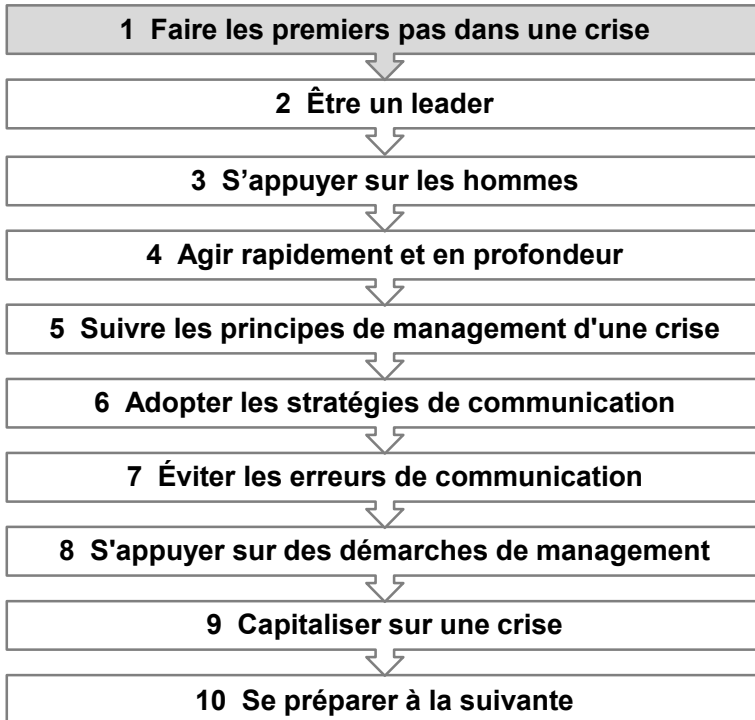 1 Faire les premiers pas dans une crise
2 Être un leader
3 S’appuyer sur les hommes
4 Agir rapidement et en profondeur
5 Suivre les principes de management d'une crise
6 Adopter les stratégies de communication
7 Éviter les erreurs de communication
8 S'appuyer sur des démarches de management
9 Capitaliser sur une crise
10 Se préparer à la suivante